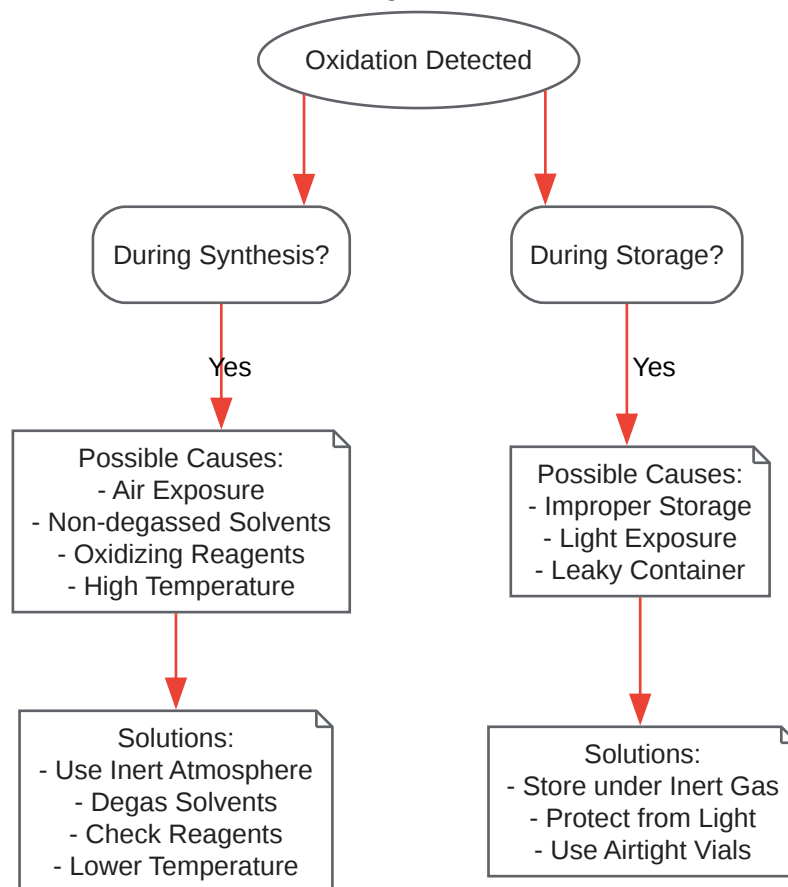 Oxidation Detected
During Synthesis?
During Storage?
Yes
Yes
Possible Causes:
- Air Exposure
- Non-degassed Solvents
- Oxidizing Reagents
- High Temperature
Possible Causes:
- Improper Storage
- Light Exposure
- Leaky Container
Solutions:
- Use Inert Atmosphere
- Degas Solvents
- Check Reagents
- Lower Temperature
Solutions:
- Store under Inert Gas
- Protect from Light
- Use Airtight Vials